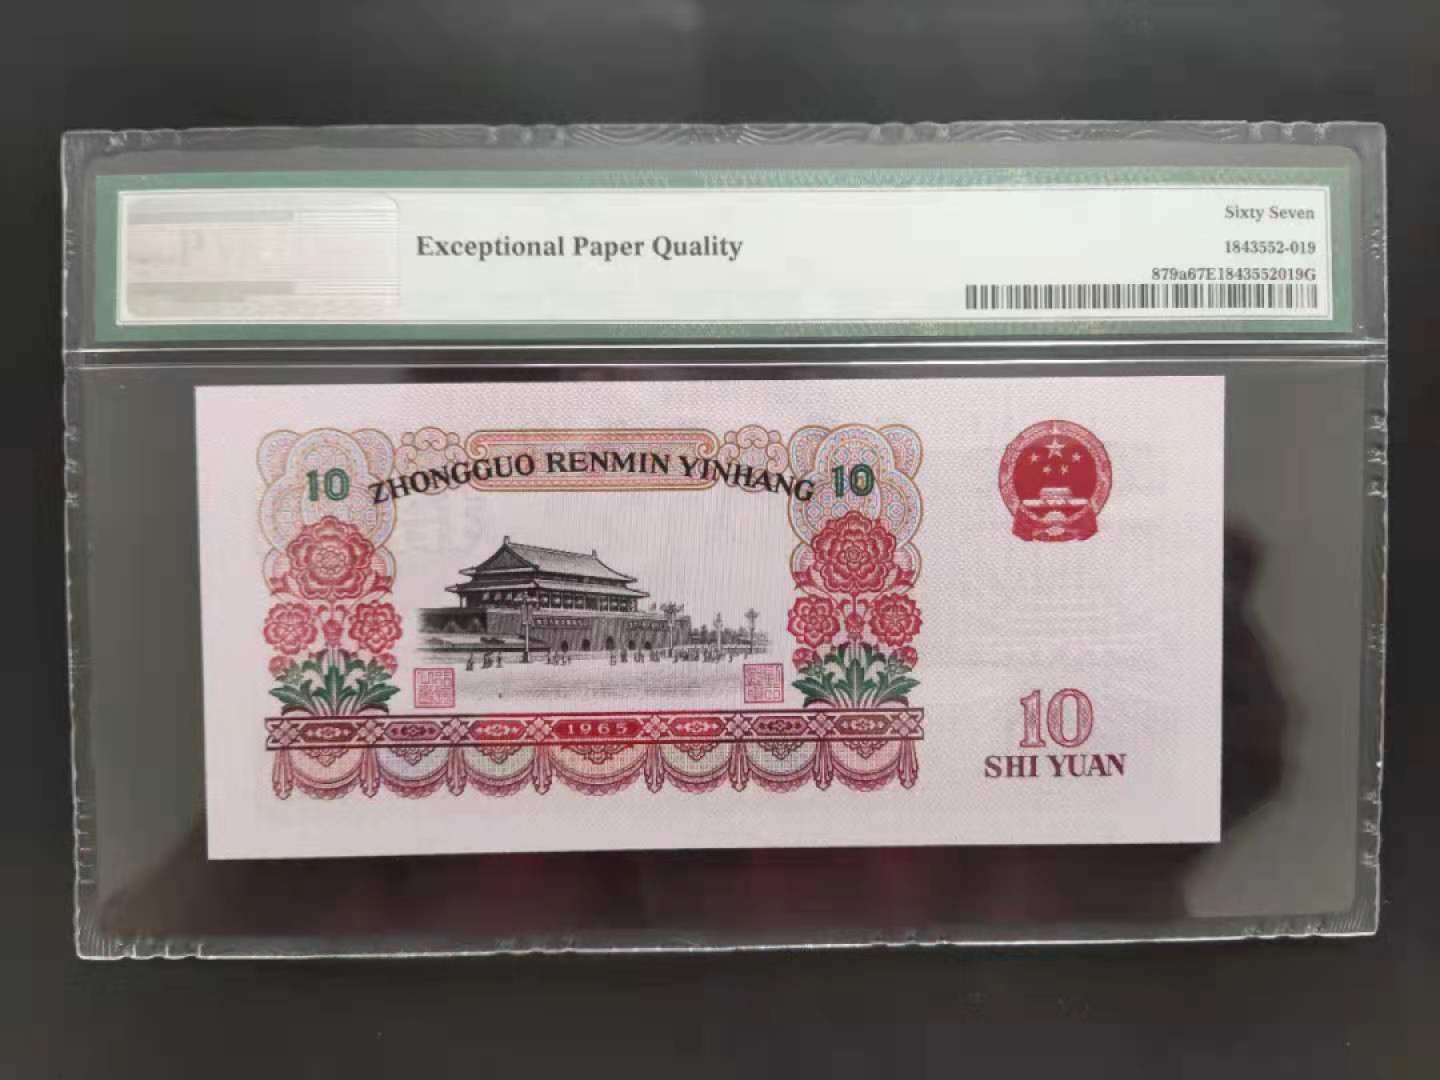 Exceptional Paper Quality
Sixty Seven
1843552-019
879a67E1843552019G
10 ZHONGGUO RENMIN YINHANG 10
1965
10
SHI YUAN